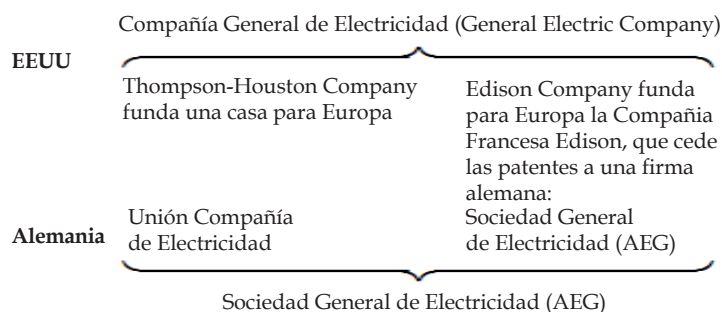 Compañía General de Electricidad (General Electric Company)
EEUU
Thompson-Houston Company
funda una casa para Europa
Edison Company funda
para Europa la Compañia
Francesa Edison, que cede
las patentes a una firma
alemana:
Alemania
Unión Compañía
de Electricidad
Sociedad General
de Electricidad (AEG)
Sociedad General de Electricidad (AEG)